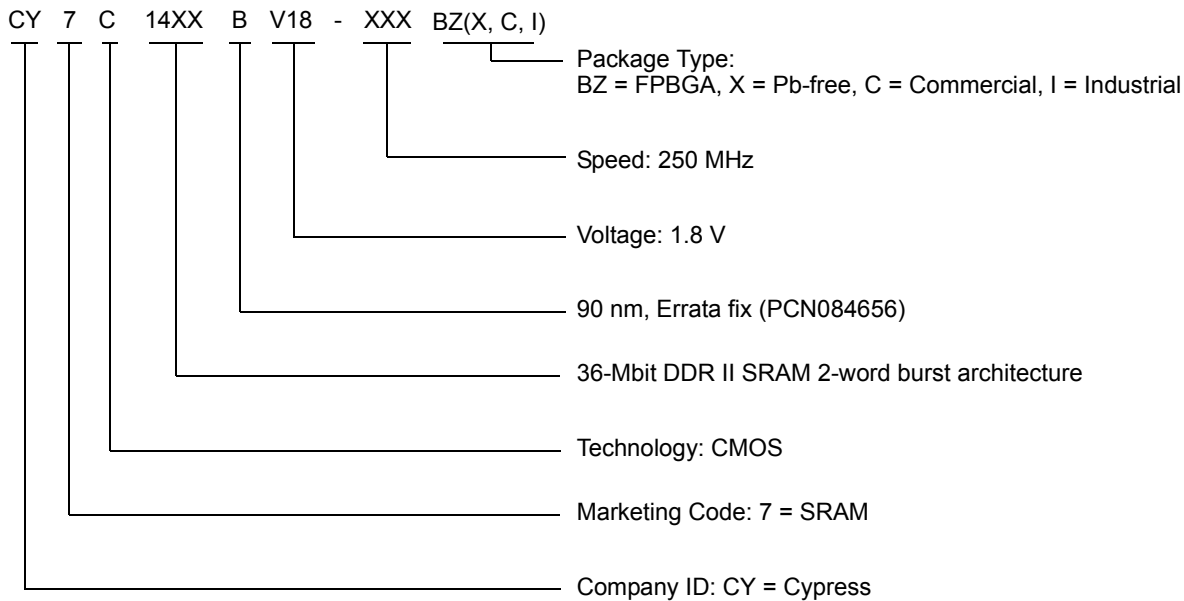 CY 7 C 14XX B V18 - XXX BZ(X, C, I)
Package Type:
BZ = FPBGA, X = Pb-free, C = Commercial, I = Industrial
Speed: 250 MHz
Voltage: 1.8 V
90 nm, Errata fix (PCN084656)
36-Mbit DDR II SRAM 2-word burst architecture
Technology: CMOS
Marketing Code: 7 = SRAM
Company ID: CY = Cypress